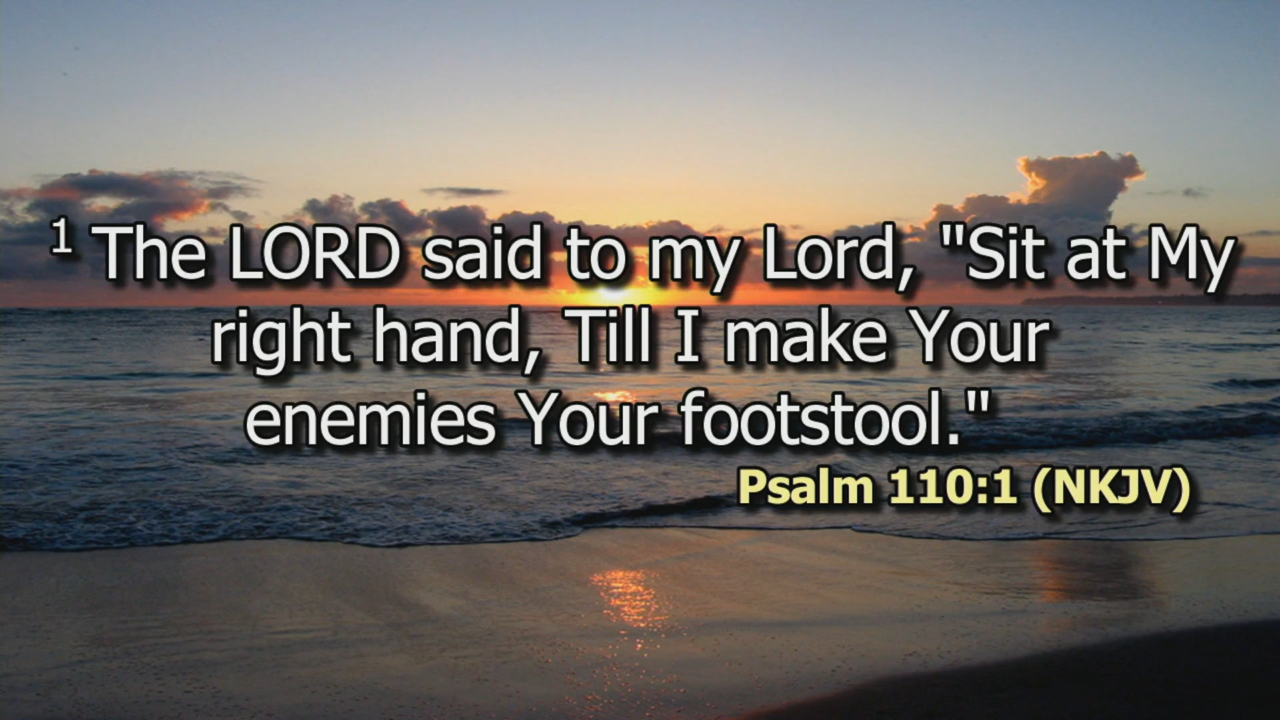 1 The LORD said to my Lord, "Sit at My
right hand, Till I make Your
enemies Your footstool."
Psalm 110:1 (NKJV)